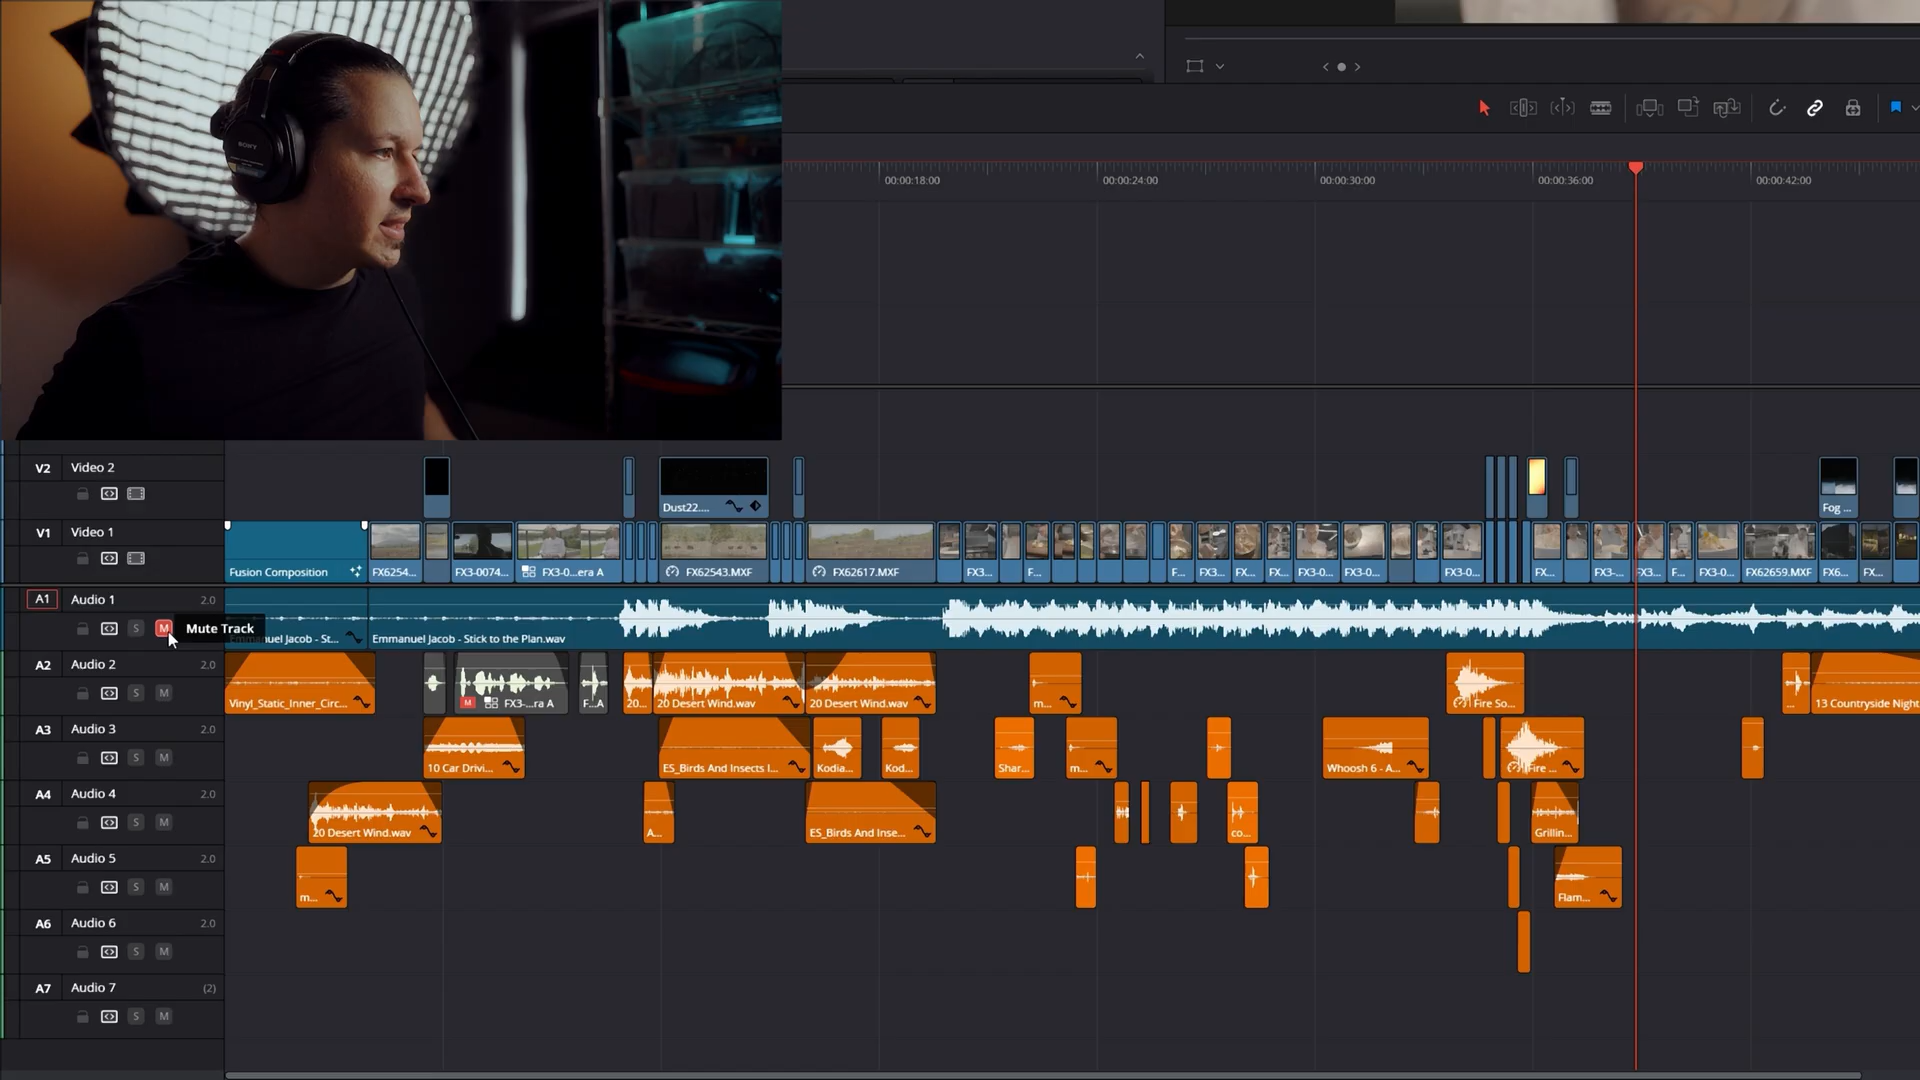 SONY
00:00:18:00 00:00:24:00 00:00:30:00 00:00:36:00 00:00:42:00
V2 Video 2
Dust22....
Fog ...
V1 Video 1
Fusion Composition FX6254... FX3-0074... FX3-0...era A FX62543.MXF FX62617.MXF FX3... F... F... FX3... FX... FX... FX3-0... FX3-0... FX3-0... FX... FX3-... FX3... F... FX3-0... FX62659.MXF FX6... FX...
A1 Audio 1 2.0
S M Mute Track
Emmanuel Jacob - St... Emmanuel Jacob - Stick to the Plan.wav
A2 Audio 2 2.0
S M
Vinyl_Static_Inner_Circ... M FX3-...ra A F...A 20... 20 Desert Wind.wav 20 Desert Wind.wav m... Fire So... ... 13 Countryside Night
A3 Audio 3 2.0
S M
10 Car Drivi... ES_Birds And Insects I... Kodia... Kod... Shar... m... Whoosh 6 - A... Fire ...
A4 Audio 4 2.0
S M
20 Desert Wind.wav A... ES_Birds And Inse... co... Grillin...
A5 Audio 5 2.0
S M
m... Flam...
A6 Audio 6 2.0
S M
A7 Audio 7 (2)
S M